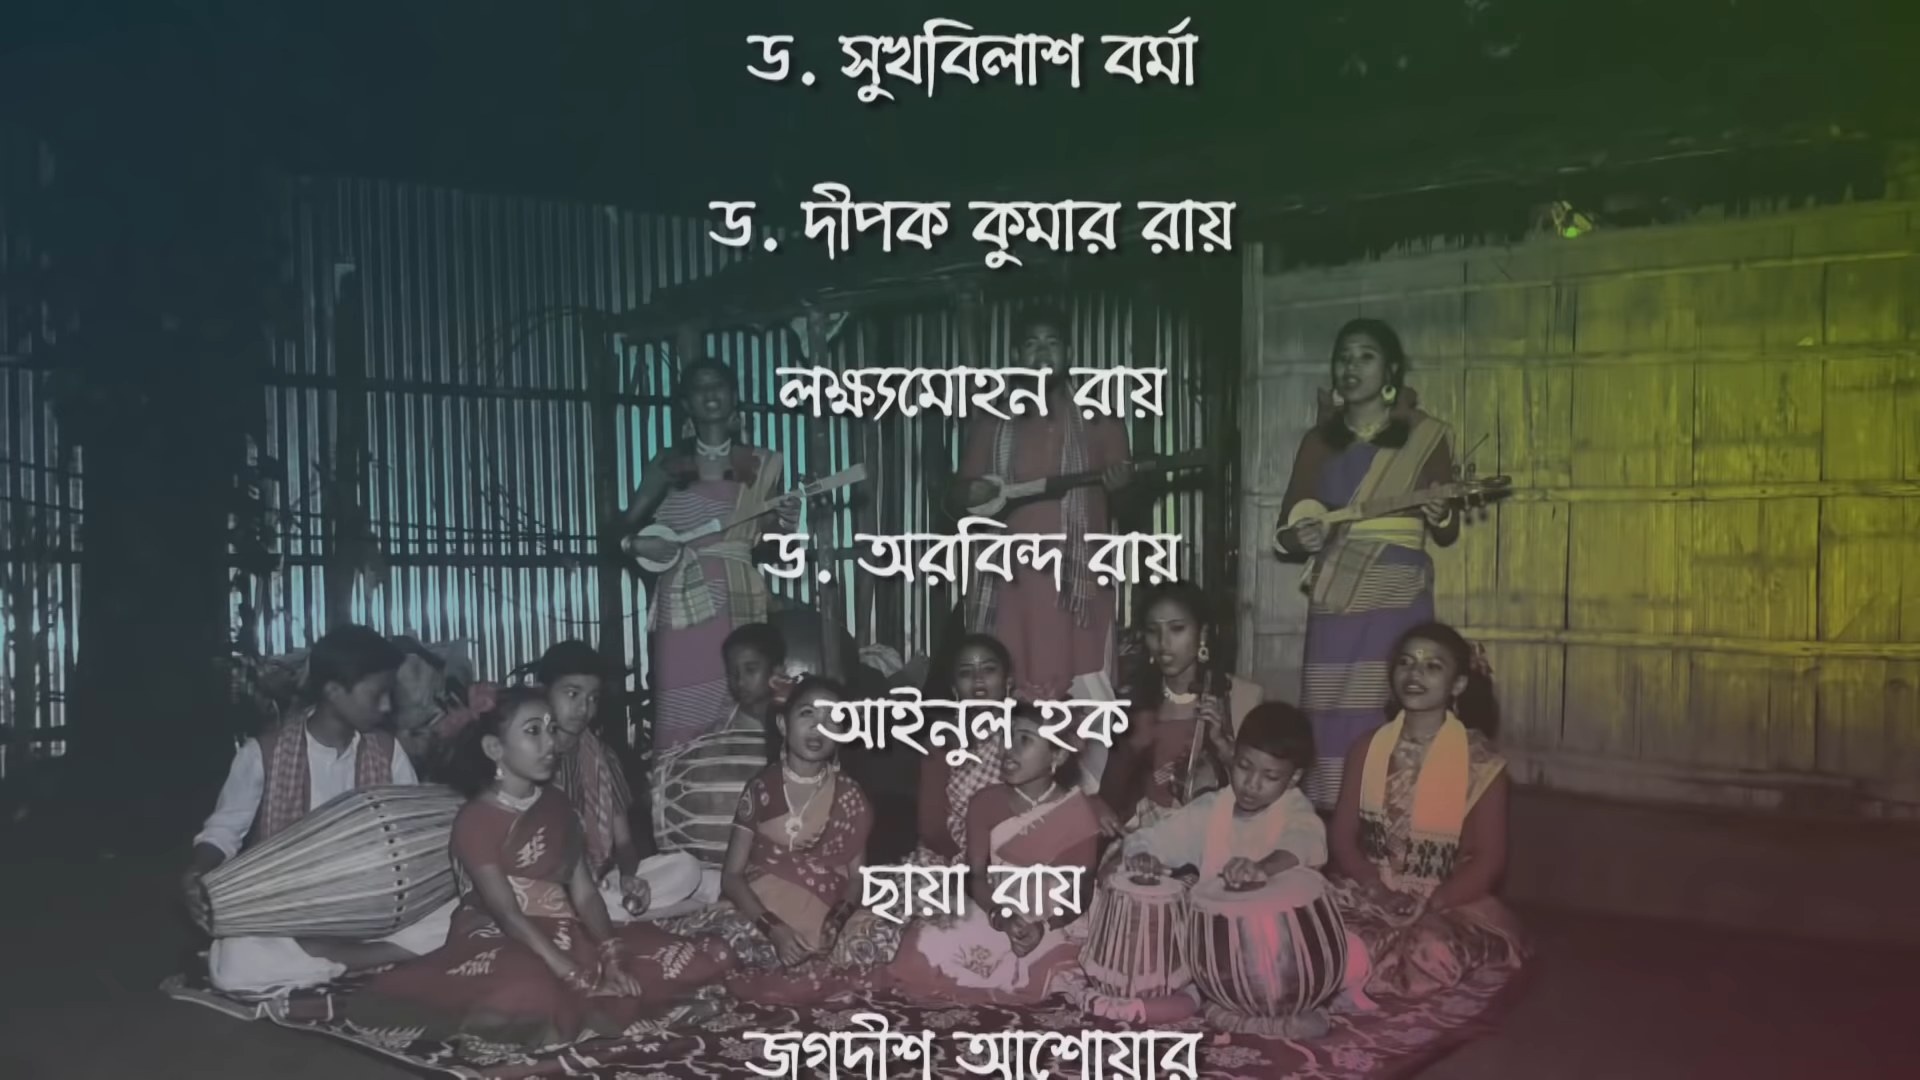 ড. সুখবিলাশ বর্মা
ড. দীপক কুমার রায়
লক্ষ্যমোহন রায়
ড. অরবিন্দ রায়
আইনুল হক
ছায়া রায়
জগদীশ আশোয়ার